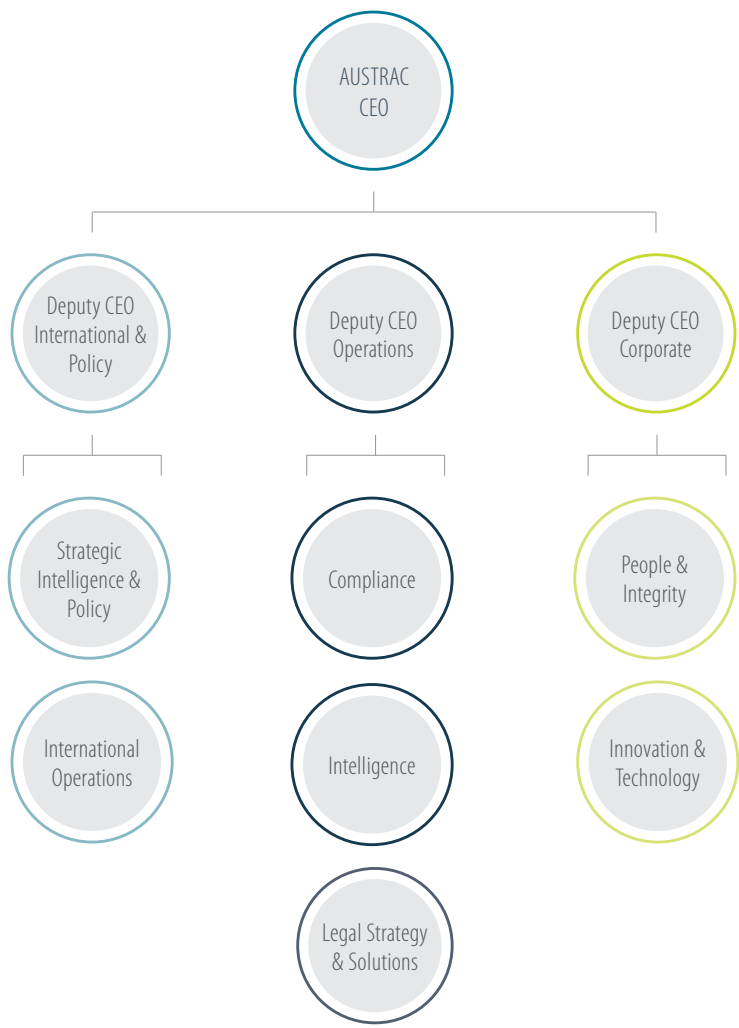 AUSTRAC
CEO
Deputy CEO
International &
Policy
Deputy CEO
Operations
Deputy CEO
Corporate
Strategic
Intelligence &
Policy
Compliance
People &
Integrity
International
Operations
Intelligence
Innovation &
Technology
Legal Strategy
& Solutions